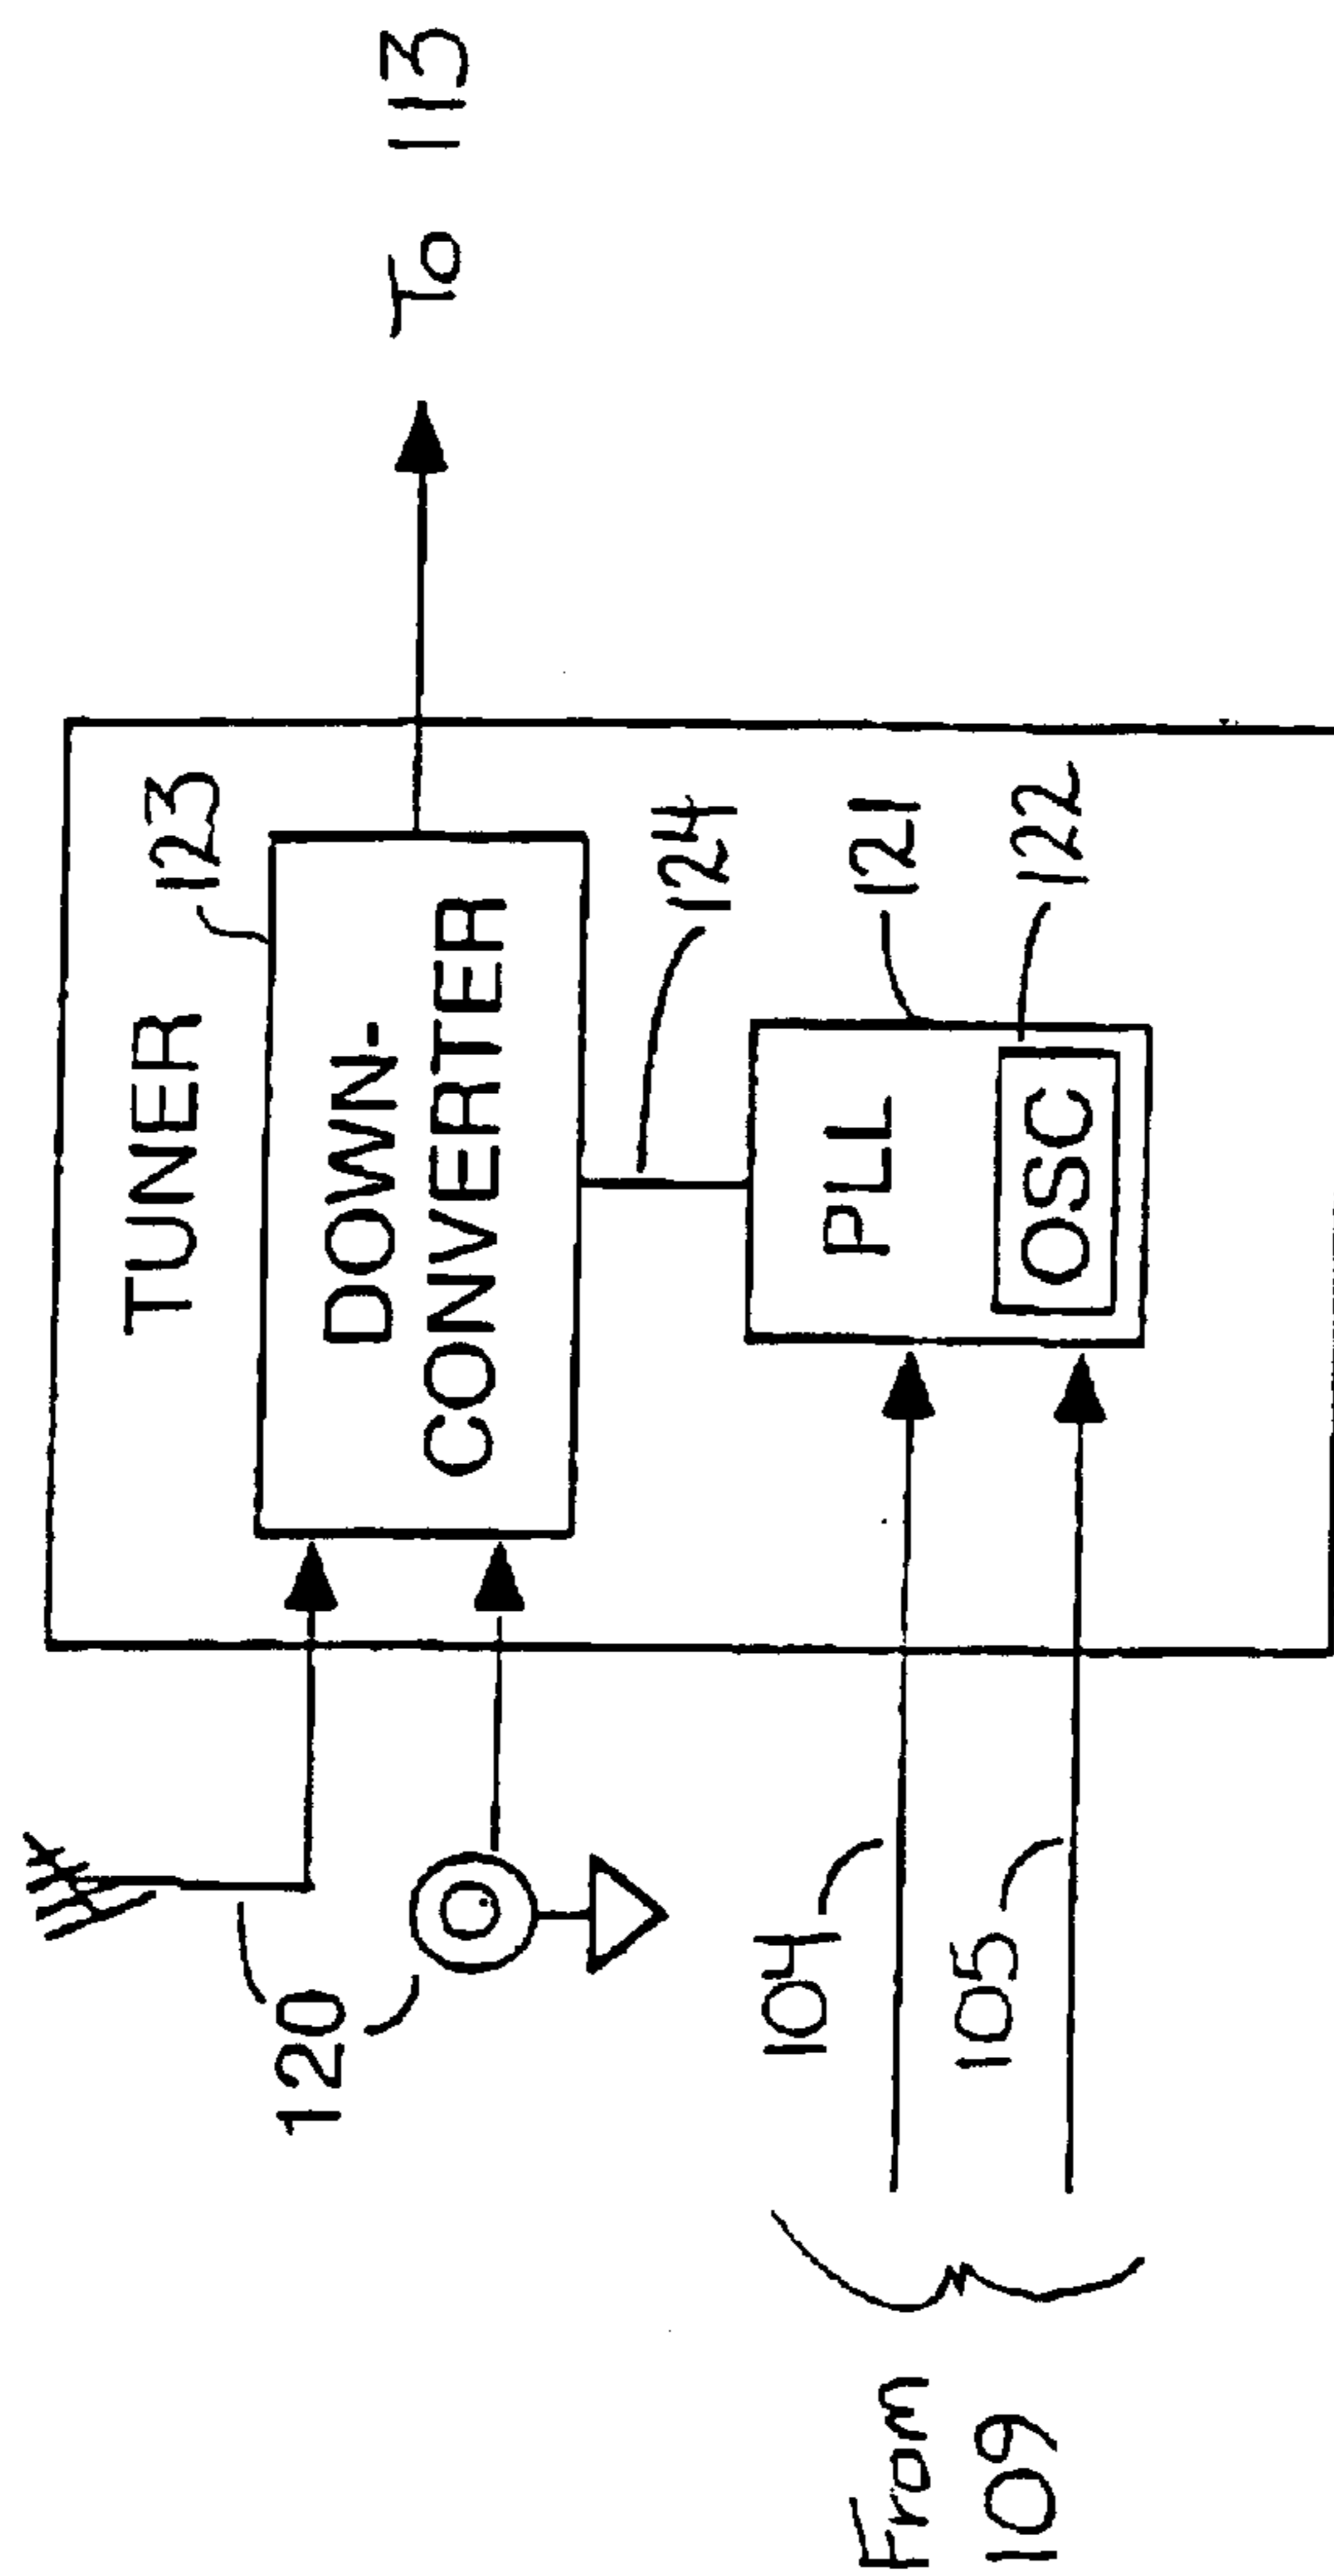 TUNER
123
DOWN-
CONVERTER
To 113
120
124
PLL
121
OSC
122
104
105
From
109